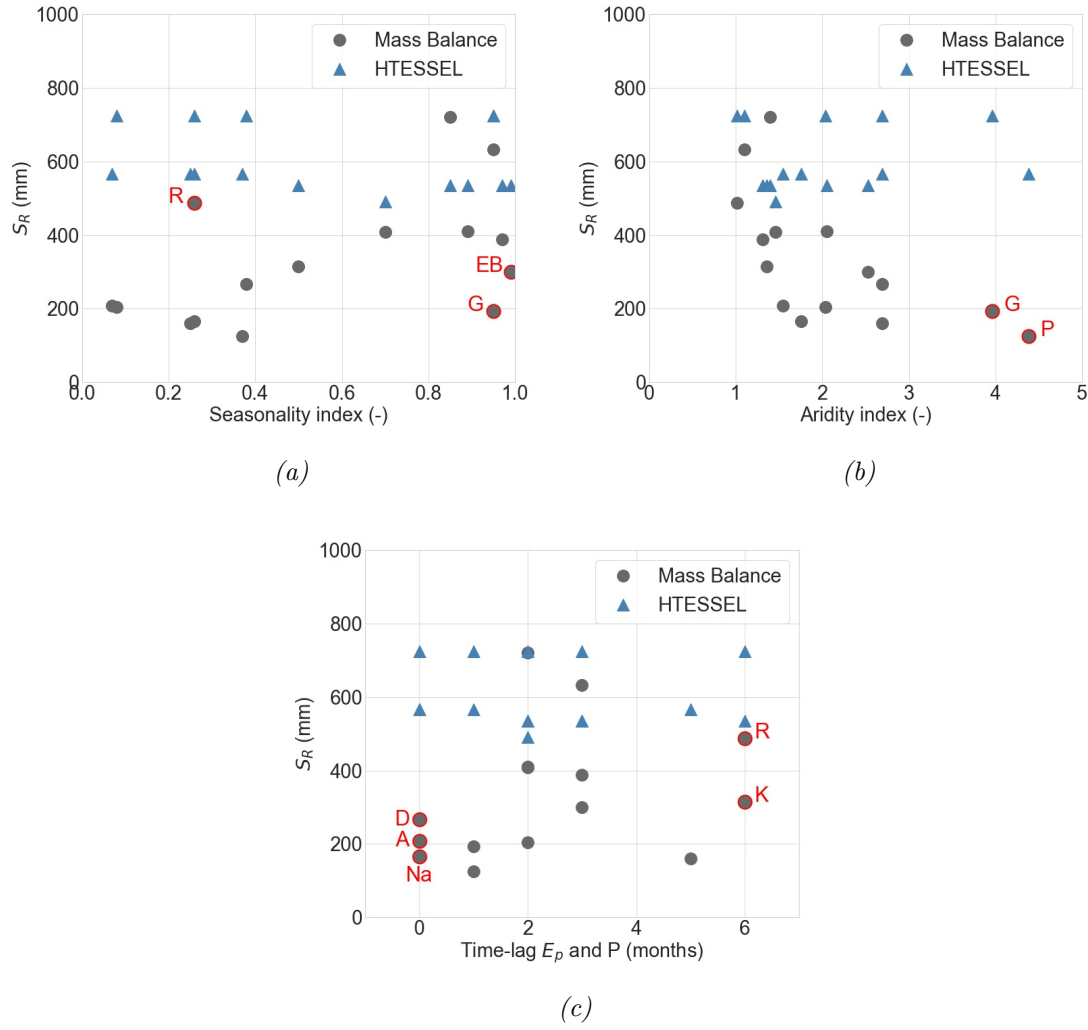 1000
800
600
400
200
0
S_R (mm)
Mass Balance
HTESSEL
R
EB
G
0.0 0.2 0.4 0.6 0.8 1.0
Seasonality index (-)
(a)
1000
800
600
400
200
0
S_R (mm)
Mass Balance
HTESSEL
G
P
0 1 2 3 4 5
Aridity index (-)
(b)
1000
800
600
400
200
0
S_R (mm)
Mass Balance
HTESSEL
R
K
D
A
Na
0 2 4 6
Time-lag E_p and P (months)
(c)